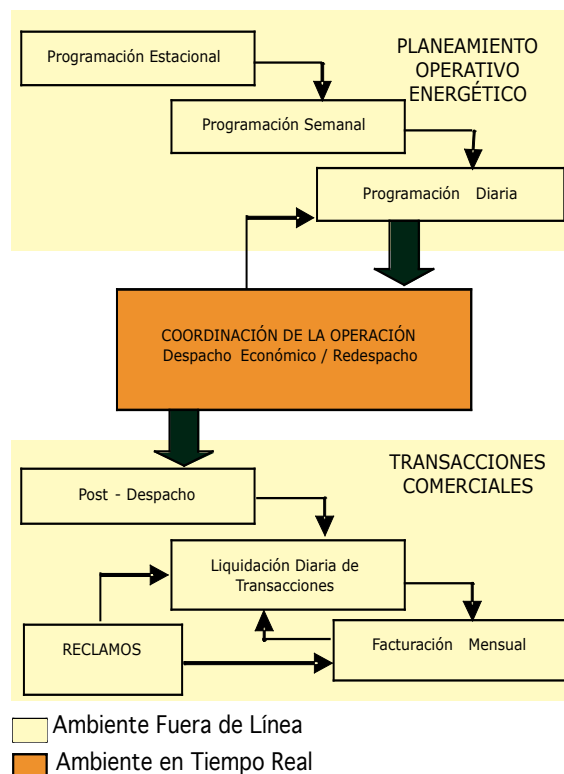 PLANEAMIENTO
OPERATIVO
ENERGÉTICO
Programación Estacional
Programación Semanal
Programación Diaria
COORDINACIÓN DE LA OPERACIÓN
Despacho Económico / Redespacho
TRANSACCIONES
COMERCIALES
Post - Despacho
Liquidación Diaria de
Transacciones
RECLAMOS
Facturación Mensual
Ambiente Fuera de Línea
Ambiente en Tiempo Real